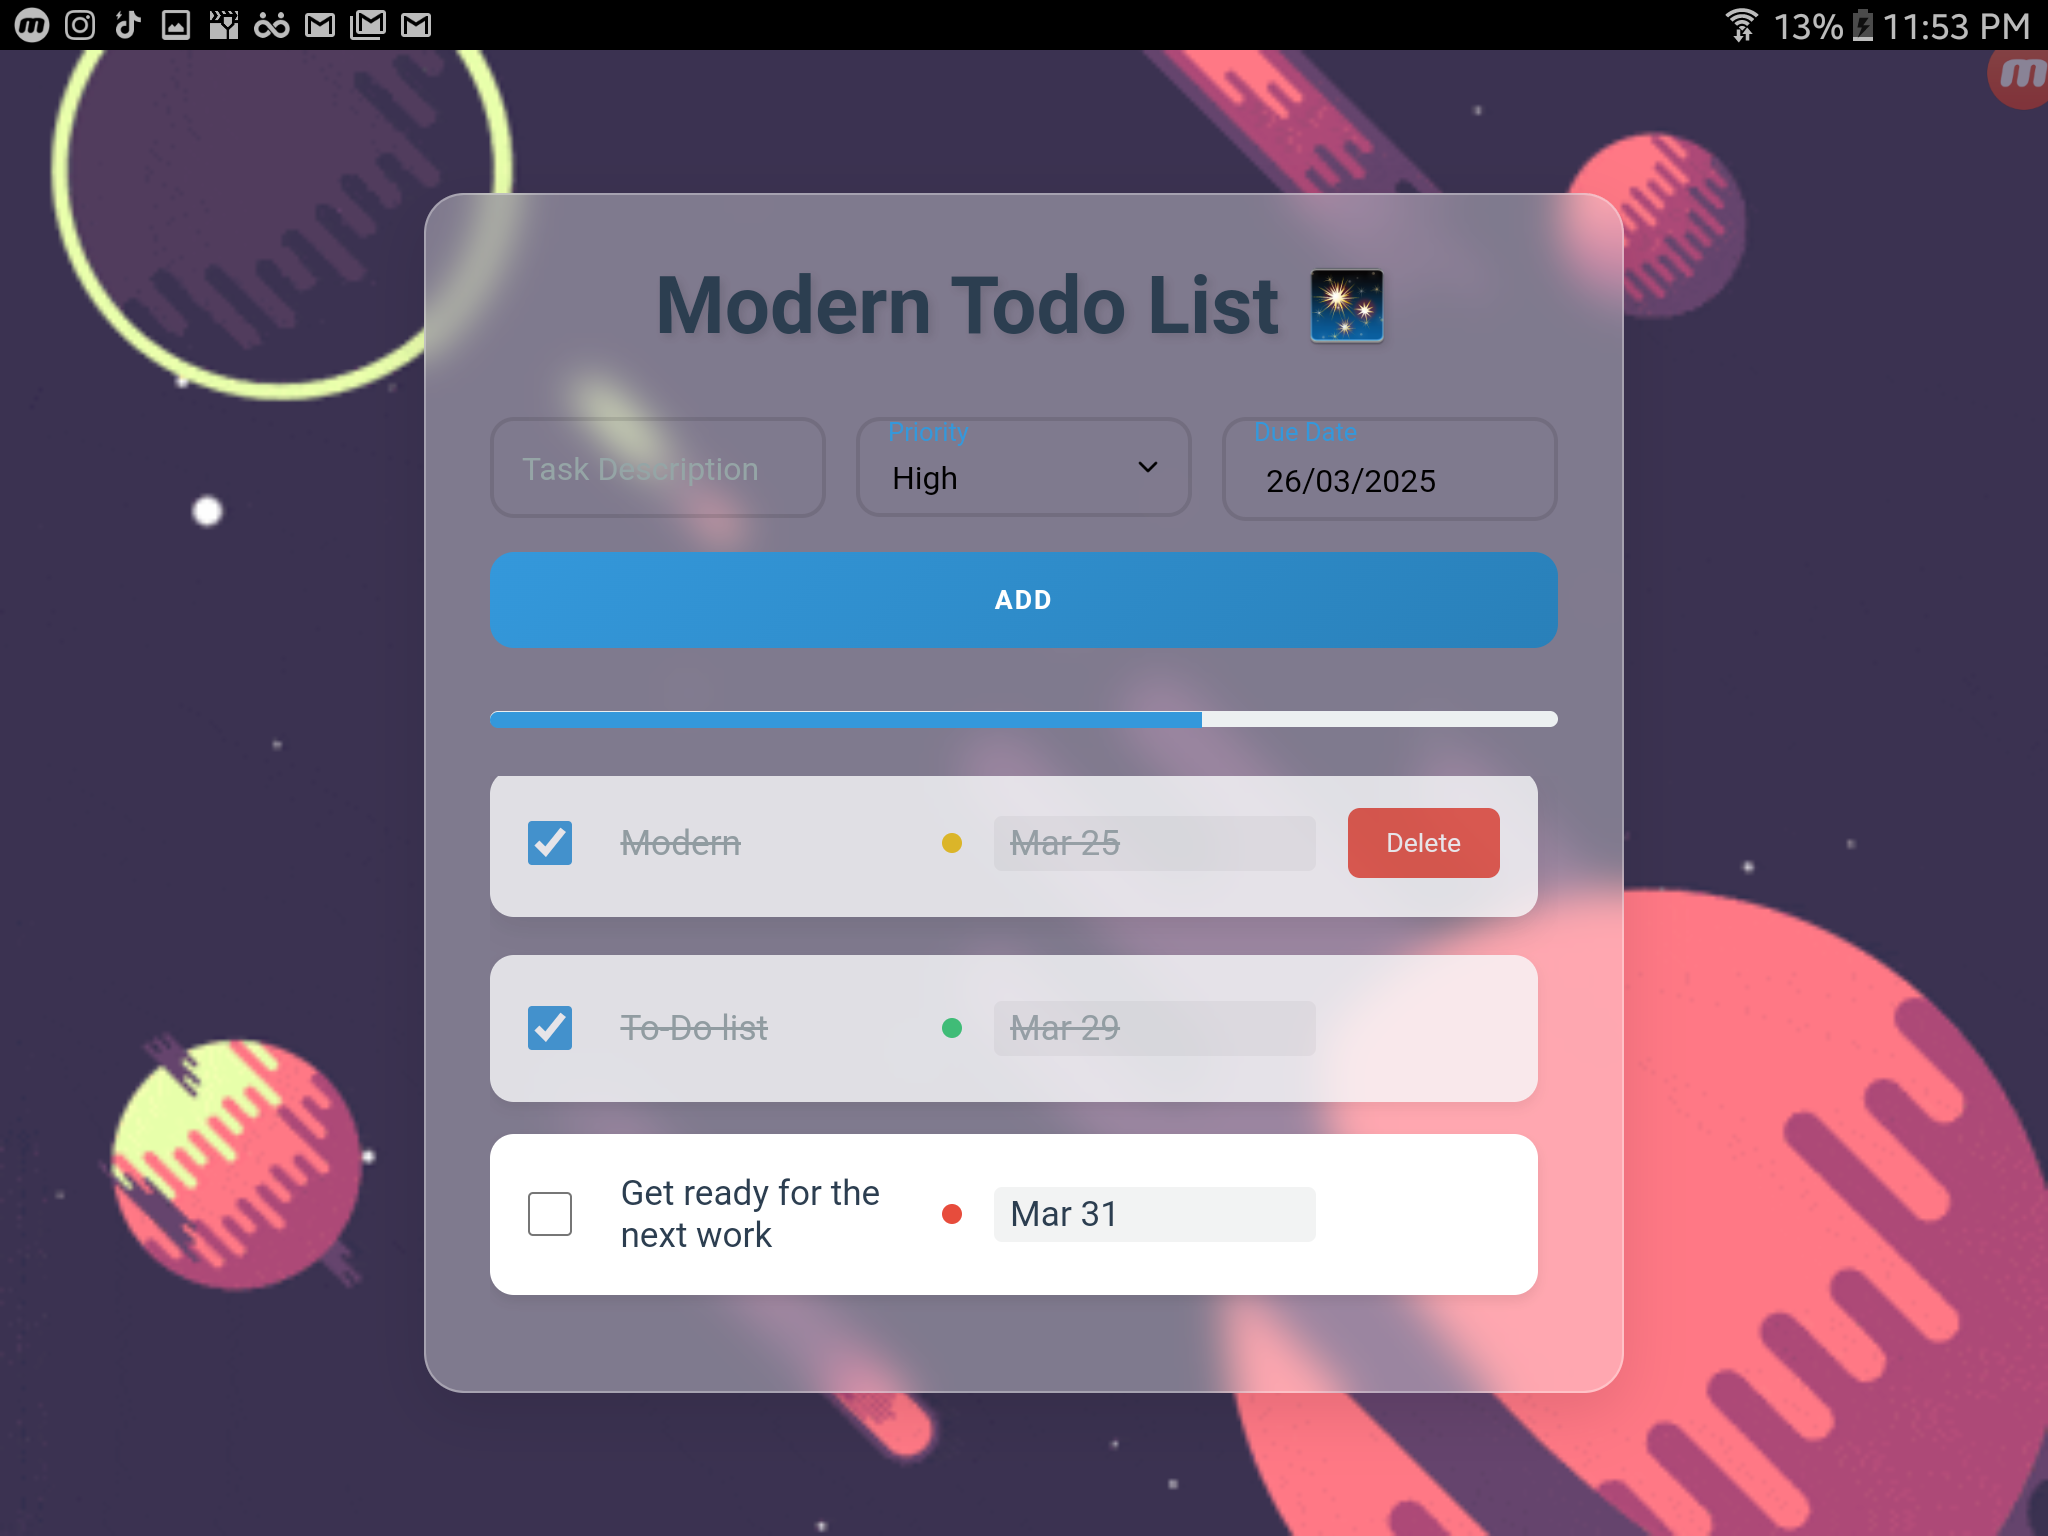 13% 11:53 PM
Modern Todo List
Task Description
Priority
High
Due Date
26/03/2025
ADD
Modern
Mar 25
Delete
To-Do list
Mar 29
Get ready for the
next work
Mar 31